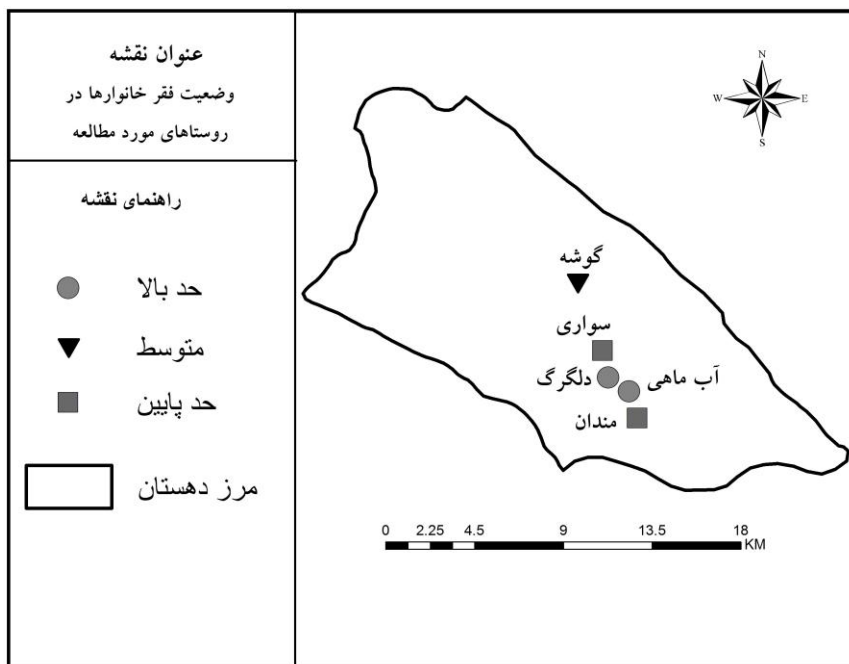 عنوان نقشه
وضعیت فقر خانوارها در
روستاهای مورد مطالعه
راهنمای نقشه
حد بالا
متوسط
حد پایین
مرز دهستان
N
W E
S
گوشه
سواری
دلگرگ
آب ماهی
مندان
0 2.25 4.5 9 13.5 18
KM